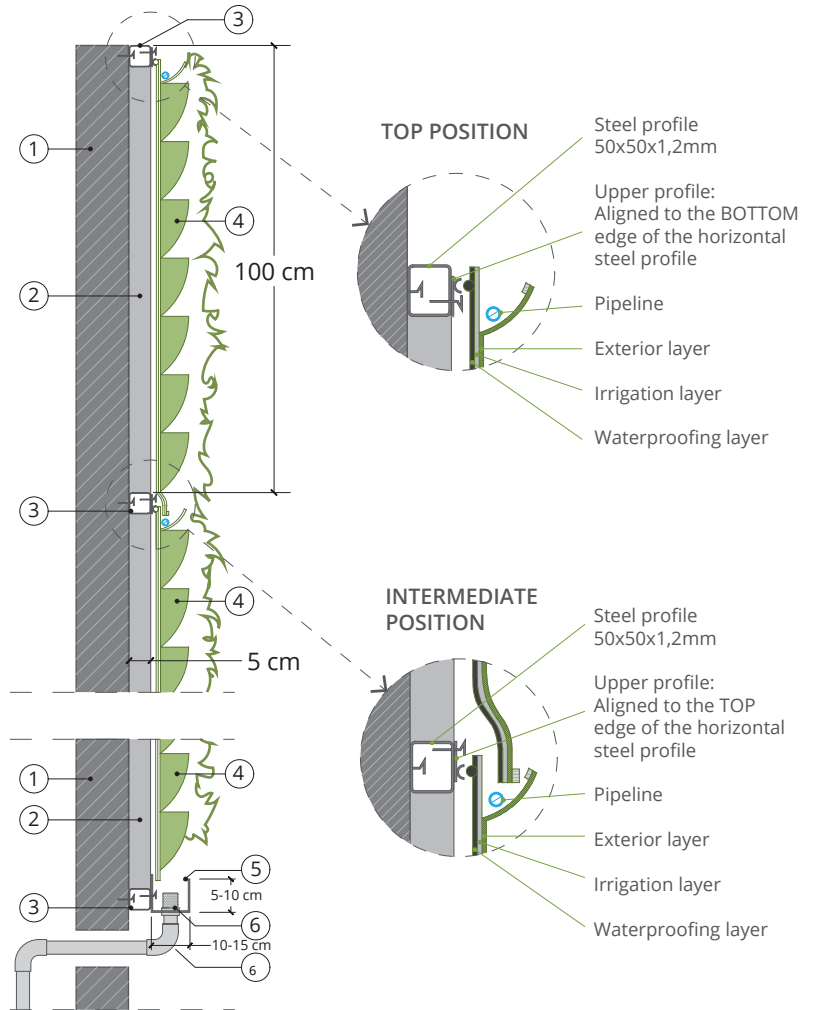 3
1
4
2
100 cm
3
4
5 cm
1
4
2
5
5-10 cm
3
6
10-15 cm
6
TOP POSITION
Steel profile
50x50x1,2mm
Upper profile:
Aligned to the BOTTOM
edge of the horizontal
steel profile
Pipeline
Exterior layer
Irrigation layer
Waterproofing layer
INTERMEDIATE
POSITION
Steel profile
50x50x1,2mm
Upper profile:
Aligned to the TOP
edge of the horizontal
steel profile
Pipeline
Exterior layer
Irrigation layer
Waterproofing layer